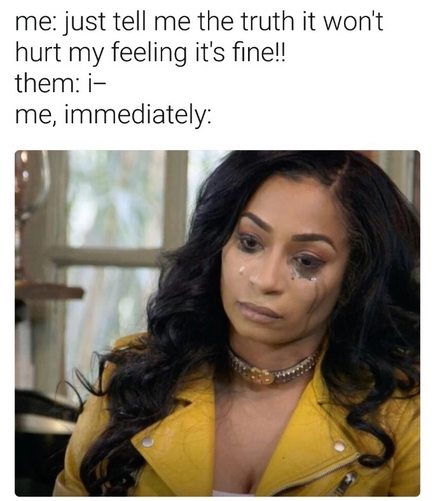 me: just tell me the truth it won't
hurt my feeling it's fine!!
them: i–
me, immediately: